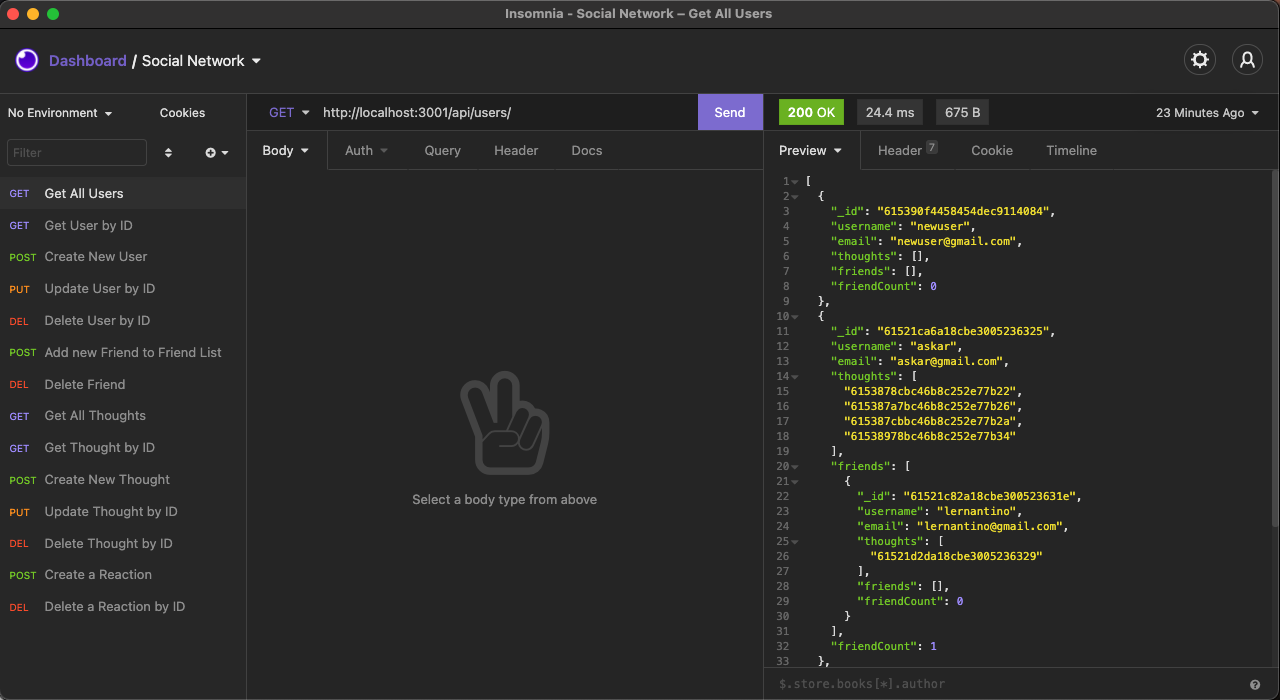 Insomnia - Social Network – Get All Users
Dashboard / Social Network
No Environment
Cookies
Filter
GET Get All Users
GET Get User by ID
POST Create New User
PUT Update User by ID
DEL Delete User by ID
POST Add new Friend to Friend List
DEL Delete Friend
GET Get All Thoughts
GET Get Thought by ID
POST Create New Thought
PUT Update Thought by ID
DEL Delete Thought by ID
POST Create a Reaction
DEL Delete a Reaction by ID
GET http://localhost:3001/api/users/ Send
Body Auth Query Header Docs
Select a body type from above
200 OK 24.4 ms 675 B 23 Minutes Ago
Preview Header 7 Cookie Timeline
1 [
2 {
3 "_id": "615390f4458454dec9114084",
4 "username": "newuser",
5 "email": "newuser@gmail.com",
6 "thoughts": [],
7 "friends": [],
8 "friendCount": 0
9 },
10 {
11 "_id": "61521ca6a18cbe3005236325",
12 "username": "askar",
13 "email": "askar@gmail.com",
14 "thoughts": [
15 "6153878cbc46b8c252e77b22",
16 "615387a7bc46b8c252e77b26",
17 "615387cbbc46b8c252e77b2a",
18 "61538978bc46b8c252e77b34"
19 ],
20 "friends": [
21 {
22 "_id": "61521c82a18cbe300523631e",
23 "username": "lernantino",
24 "email": "lernantino@gmail.com",
25 "thoughts": [
26 "61521d2da18cbe3005236329"
27 ],
28 "friends": [],
29 "friendCount": 0
30 }
31 ],
32 "friendCount": 1
33 },
$.store.books[*].author